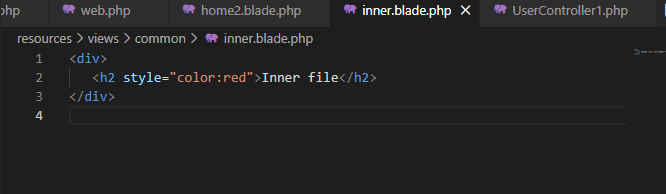 php web.php home2.blade.php inner.blade.php UserController1.php
resources > views > common > inner.blade.php
1 <div>
2 <h2 style="color:red">Inner file</h2>
3 </div>
4